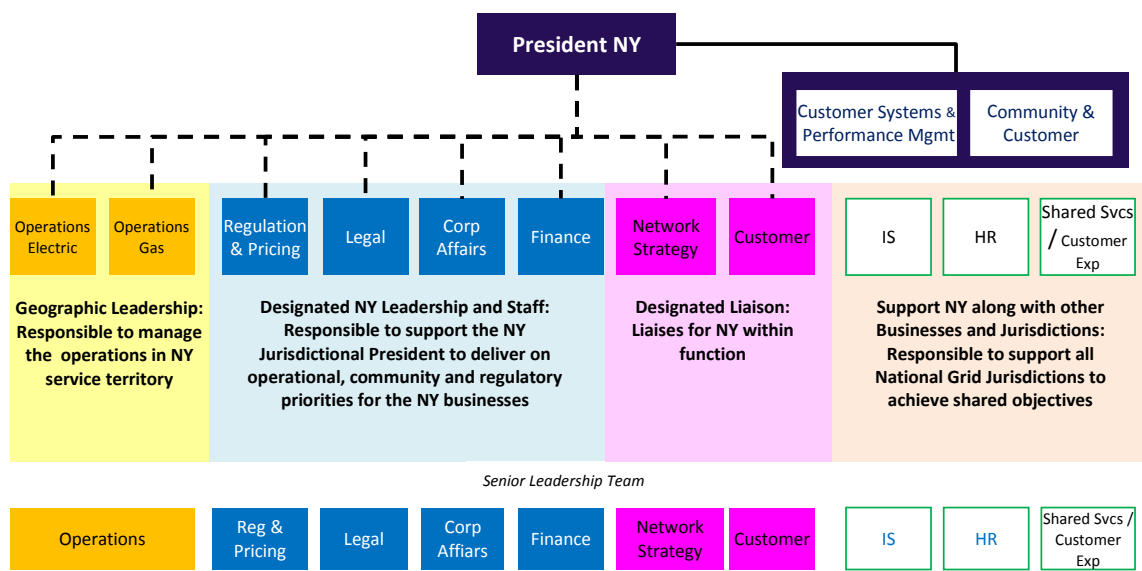 President NY
Customer Systems &
Performance Mgmt
Community &
Customer
Operations
Electric
Operations
Gas
Regulation
& Pricing
Legal
Corp
Affairs
Finance
Network
Strategy
Customer
IS
HR
Shared Svcs
/ Customer
Exp
Geographic Leadership:
Responsible to manage
the operations in NY
service territory
Designated NY Leadership and Staff:
Responsible to support the NY
Jurisdictional President to deliver on
operational, community and regulatory
priorities for the NY businesses
Designated Liaison:
Liaises for NY within
function
Support NY along with other
Businesses and Jurisdictions:
Responsible to support all
National Grid Jurisdictions to
achieve shared objectives
Senior Leadership Team
Operations
Reg &
Pricing
Legal
Corp
Affiars
Finance
Network
Strategy
Customer
IS
HR
Shared Svcs /
Customer
Exp